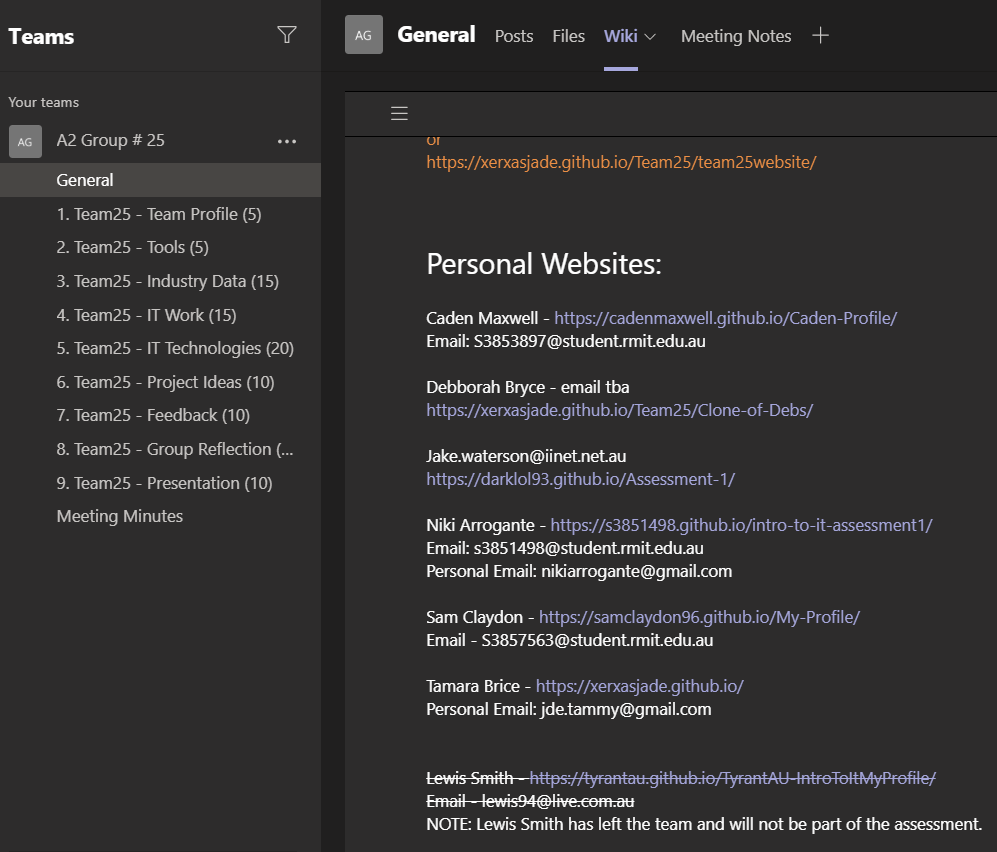 Teams
Your teams
AG
A2 Group # 25
General
1. Team25 - Team Profile (5)
2. Team25 - Tools (5)
3. Team25 - Industry Data (15)
4. Team25 - IT Work (15)
5. Team25 - IT Technologies (20)
6. Team25 - Project Ideas (10)
7. Team25 - Feedback (10)
8. Team25 - Group Reflection (...
9. Team25 - Presentation (10)
Meeting Minutes
AG General Posts Files Wiki Meeting Notes
or
https://xerxasjade.github.io/Team25/team25website/
Personal Websites:
Caden Maxwell - https://cadenmaxwell.github.io/Caden-Profile/
Email: S3853897@student.rmit.edu.au
Debborah Bryce - email tba
https://xerxasjade.github.io/Team25/Clone-of-Debs/
Jake.waterson@iinet.net.au
https://darklol93.github.io/Assessment-1/
Niki Arrogante - https://s3851498.github.io/intro-to-it-assessment1/
Email: s3851498@student.rmit.edu.au
Personal Email: nikiarrogante@gmail.com
Sam Claydon - https://samclaydon96.github.io/My-Profile/
Email - S3857563@student.rmit.edu.au
Tamara Brice - https://xerxasjade.github.io/
Personal Email: jde.tammy@gmail.com
Lewis Smith - https://tyrantau.github.io/TyrantAU-IntroToItMyProfile/
Email - lewis94@live.com.au
NOTE: Lewis Smith has left the team and will not be part of the assessment.